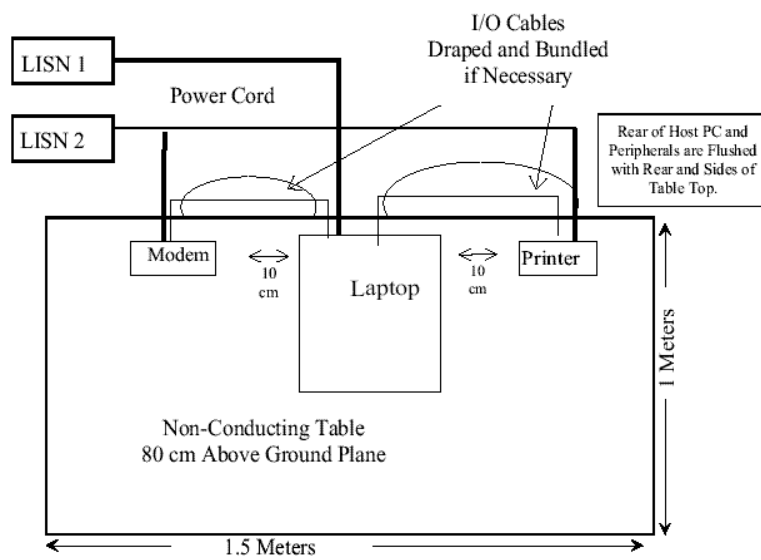 I/O Cables
Draped and Bundled
if Necessary
LISN 1
Power Cord
LISN 2
Rear of Host PC and
Peripherals are Flushed
with Rear and Sides of
Table Top.
Modem
Printer
10
cm
10
cm
Laptop
1 Meters
Non-Conducting Table
80 cm Above Ground Plane
1.5 Meters